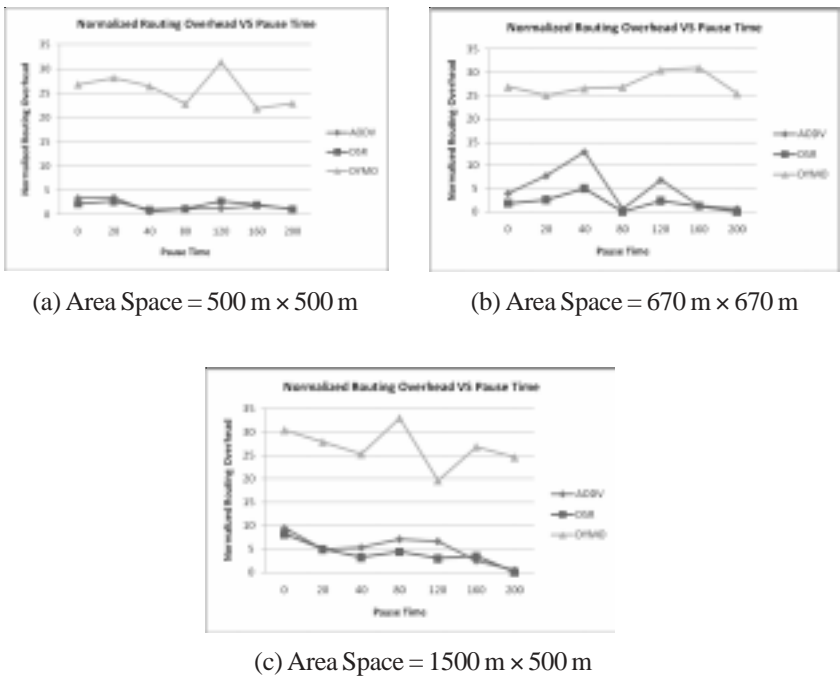 Normalized Routing Overhead VS Pause Time
Normalized Routing Overhead
35
30
25
20
15
10
5
0
0 20 40 80 120 160 200
Pause Time
AODV
DSR
DYMO
(a) Area Space = 500 m × 500 m
Normalized Routing Overhead VS Pause Time
Normalized Routing Overhead
35
30
25
20
15
10
5
0
0 20 40 80 120 160 200
Pause Time
AODV
DSR
DYMO
(b) Area Space = 670 m × 670 m
Normalized Routing Overhead VS Pause Time
Normalized Routing Overhead
35
30
25
20
15
10
5
0
0 20 40 80 120 160 200
Pause Time
AODV
DSR
DYMO
(c) Area Space = 1500 m × 500 m